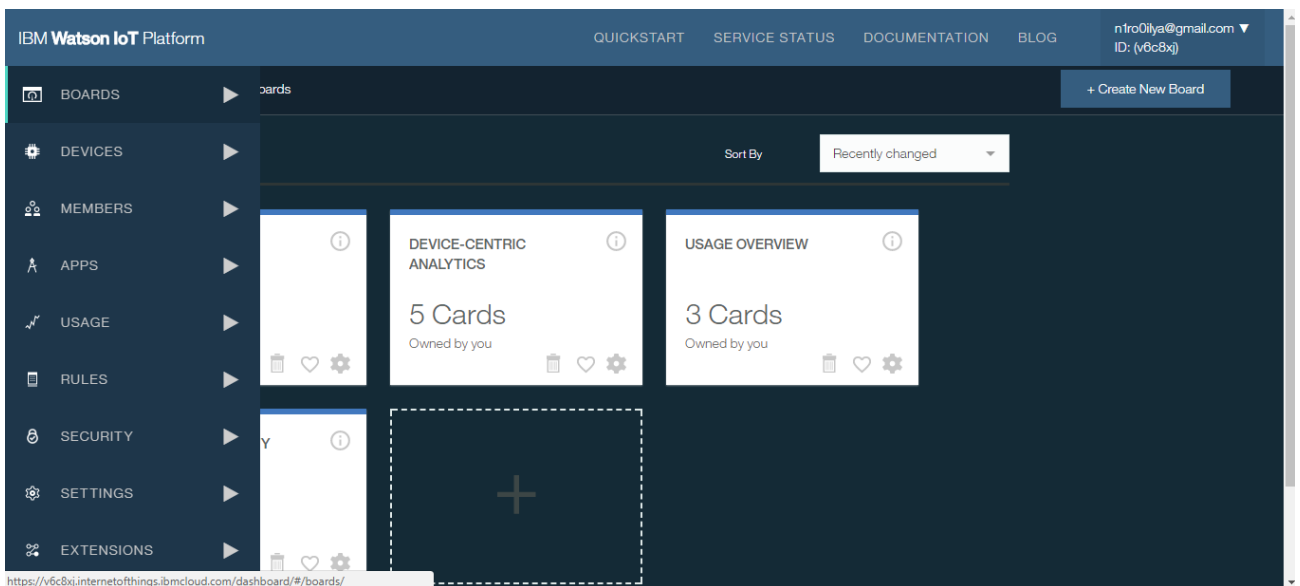 IBM Watson IoT Platform
QUICKSTART
SERVICE STATUS
DOCUMENTATION
BLOG
n1ro0ilya@gmail.com ▼
ID: (v6c8xj)
BOARDS
DEVICES
MEMBERS
APPS
USAGE
RULES
SECURITY
SETTINGS
EXTENSIONS
oards
+ Create New Board
Sort By
Recently changed
DEVICE-CENTRIC
ANALYTICS
5 Cards
Owned by you
USAGE OVERVIEW
3 Cards
Owned by you
Y
https://v6c8xj.internetofthings.ibmcloud.com/dashboard/#/boards/